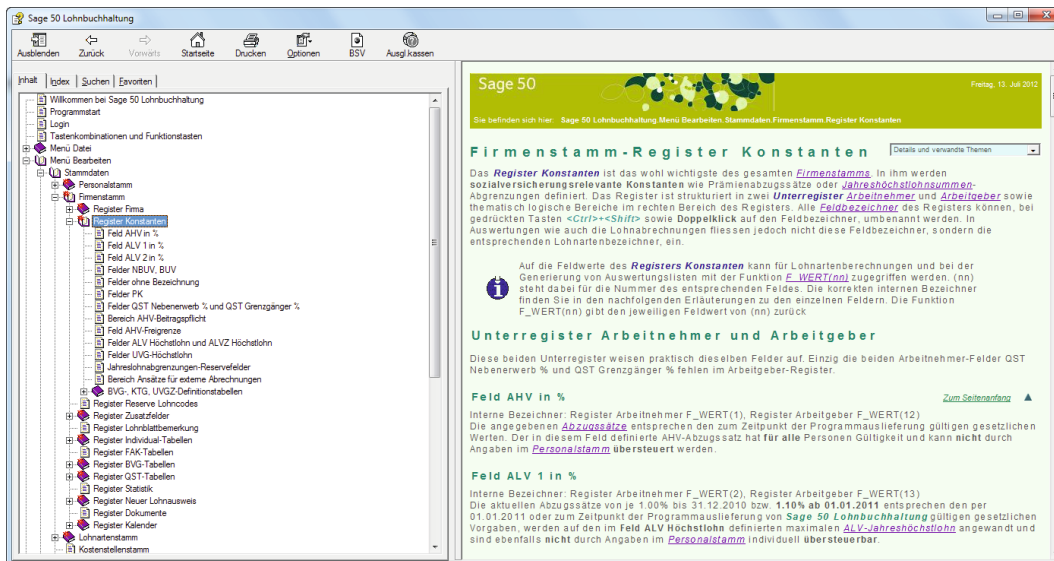 Sage 50 Lohnbuchhaltung
Ausblenden Zurück Vorwärts Startseite Drucken Optionen BSV Ausgl.kassen
Inhalt Index Suchen Favoriten
Willkommen bei Sage 50 Lohnbuchhaltung
Programmstart
Login
Tastenkombinationen und Funktionstasten
Menü Datei
Menü Bearbeiten
Stammdaten
Personalstamm
Firmenstamm
Register Firma
Register Konstanten
Feld AHV in %
Feld ALV 1 in %
Feld ALV 2 in %
Felder NBUV, BUV
Felder ohne Bezeichnung
Felder PK
Felder QST Nebenerwerb % und QST Grenzgänger %
Bereich AHV-Beitragspflicht
Feld AHV-Freigrenze
Felder ALV Höchstlohn und ALVZ Höchstlohn
Felder UVG-Höchstlohn
Jahreslohnabgrenzungen-Reservefelder
Bereich Ansätze für externe Abrechnungen
BVG-, KTG, UVGZ-Definitionstabellen
Register Reserve Lohncodes
Register Zusatzfelder
Register Lohnblattbemerkung
Register Individual-Tabellen
Register FAK-Tabellen
Register BVG-Tabellen
Register QST-Tabellen
Register Statistik
Register Neuer Lohnausweis
Register Dokumente
Register Kalender
Lohnartenstamm
Kostenstellenstamm
Sage 50
Freitag, 13. Juli 2012
Sie befinden sich hier: Sage 50 Lohnbuchhaltung.Menü Bearbeiten.Stammdaten.Firmenstamm.Register Konstanten
Firmenstamm-Register Konstanten
Details und verwandte Themen
Das Register Konstanten ist das wohl wichtigste des gesamten Firmenstamms. In ihm werden
sozialversicherungsrelevante Konstanten wie Prämienabzugssätze oder Jahreshöchstlohnsummen-
Abgrenzungen definiert. Das Register ist strukturiert in zwei Unterregister Arbeitnehmer und Arbeitgeber sowie
thematisch logische Bereiche im rechten Bereich des Registers. Alle Feldbezeichner des Registers können, bei
gedrückten Tasten <Ctrl>+<Shift> sowie Doppelklick auf den Feldbezeichner, umbenannt werden. In
Auswertungen wie auch die Lohnabrechnungen fliessen jedoch nicht diese Feldbezeichner, sondern die
entsprechenden Lohnartenbezeichner, ein.
Auf die Feldwerte des Registers Konstanten kann für Lohnartenberechnungen und bei der
Generierung von Auswertungslisten mit der Funktion F_WERT(nn) zugegriffen werden. (nn)
steht dabei für die Nummer des entsprechenden Feldes. Die korrekten internen Bezeichner
finden Sie in den nachfolgenden Erläuterungen zu den einzelnen Feldern. Die Funktion
F_WERT(nn) gibt den jeweiligen Feldwert von (nn) zurück
Unterregister Arbeitnehmer und Arbeitgeber
Diese beiden Unterregister weisen praktisch dieselben Felder auf. Einzig die beiden Arbeitnehmer-Felder QST
Nebenerwerb % und QST Grenzgänger % fehlen im Arbeitgeber-Register.
Feld AHV in %
Zum Seitenanfang
Interne Bezeichner: Register Arbeitnehmer F_WERT(1), Register Arbeitgeber F_WERT(12)
Die angegebenen Abzugssätze entsprechen den zum Zeitpunkt der Programmauslieferung gültigen gesetzlichen
Werten. Der in diesem Feld definierte AHV-Abzugssatz hat für alle Personen Gültigkeit und kann nicht durch
Angaben im Personalstamm übersteuert werden.
Feld ALV 1 in %
Interne Bezeichner: Register Arbeitnehmer F_WERT(2), Register Arbeitgeber F_WERT(13)
Die aktuellen Abzugssätze von je 1.00% bis 31.12.2010 bzw. 1.10% ab 01.01.2011 entsprechen den per
01.01.2011 oder zum Zeitpunkt der Programmauslieferung von Sage 50 Lohnbuchhaltung gültigen gesetzlichen
Vorgaben, werden auf den im Feld ALV Höchstlohn definierten maximalen ALV-Jahreshöchstlohn angewandt und
sind ebenfalls nicht durch Angaben im Personalstamm individuell übersteuerbar.